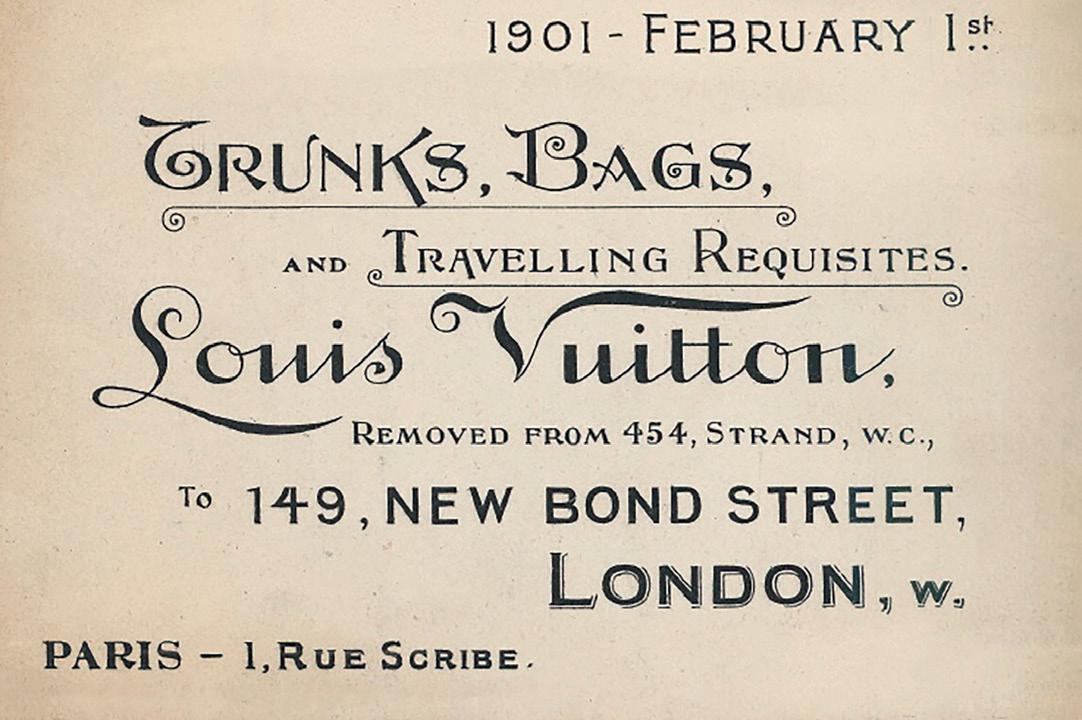 1901 - FEBRUARY 1st.
TRUNKS, BAGS,
AND TRAVELLING REQUISITES.
Louis Vuitton,
REMOVED FROM 454, STRAND, W.C.,
To 149, NEW BOND STREET,
LONDON, W.
PARIS – 1, RUE SCRIBE.